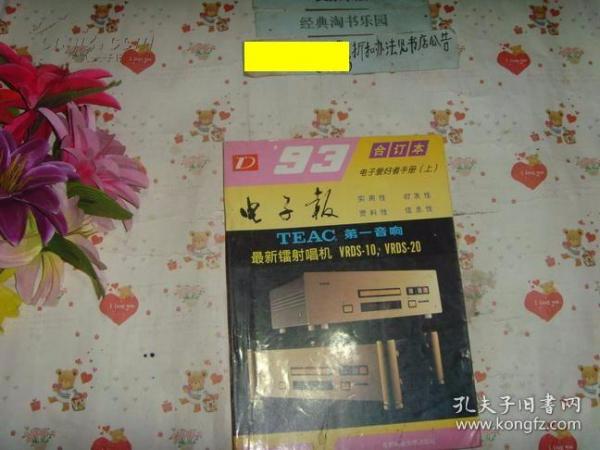 经典淘书乐园
折扣办法见书店公告
D '93 合订本
电子爱好者手册(上)
电子报
实用性 启发性
资料性 信息性
TEAC 第一音响
最新镭射唱机 VRDS-10, VRDS-20
I love you
孔夫子旧书网
kongfz.com